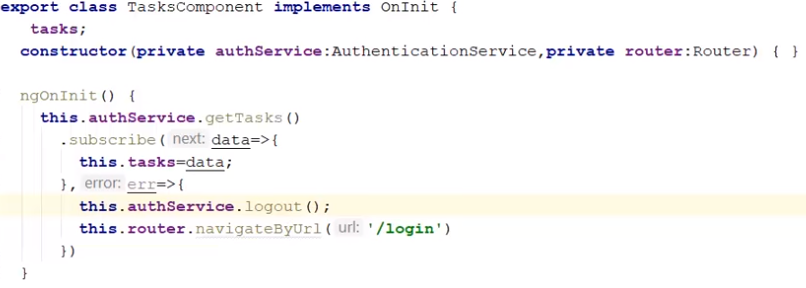 export class TasksComponent implements OnInit {
tasks;
constructor(private authService:AuthenticationService,private router:Router) { }
ngOnInit() {
this.authService.getTasks()
.subscribe( next: data=>{
this.tasks=data;
}, error: err=>{
this.authService.logout();
this.router.navigateByUrl( url: '/login')
})
}